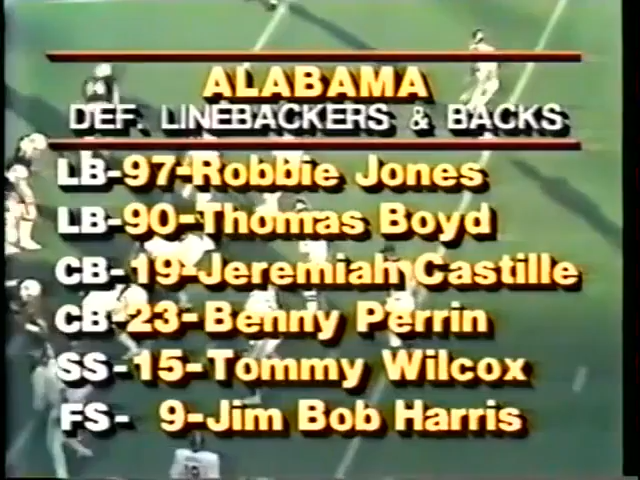 ALABAMA
DEF. LINEBACKERS & BACKS
LB-97-Robbie Jones
LB-90-Thomas Boyd
CB-19-Jeremiah Castille
CB-23-Benny Perrin
SS-15-Tommy Wilcox
FS- 9-Jim Bob Harris